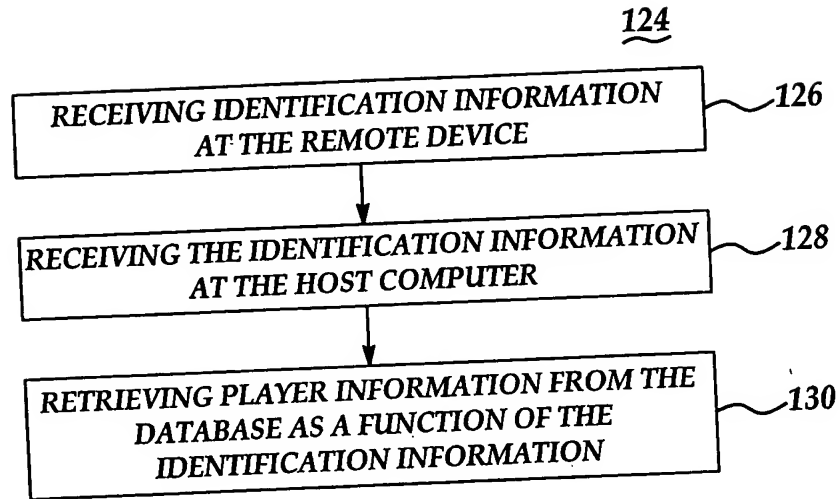 124
RECEIVING IDENTIFICATION INFORMATION
AT THE REMOTE DEVICE
126
RECEIVING THE IDENTIFICATION INFORMATION
AT THE HOST COMPUTER
128
RETRIEVING PLAYER INFORMATION FROM THE
DATABASE AS A FUNCTION OF THE
IDENTIFICATION INFORMATION
130